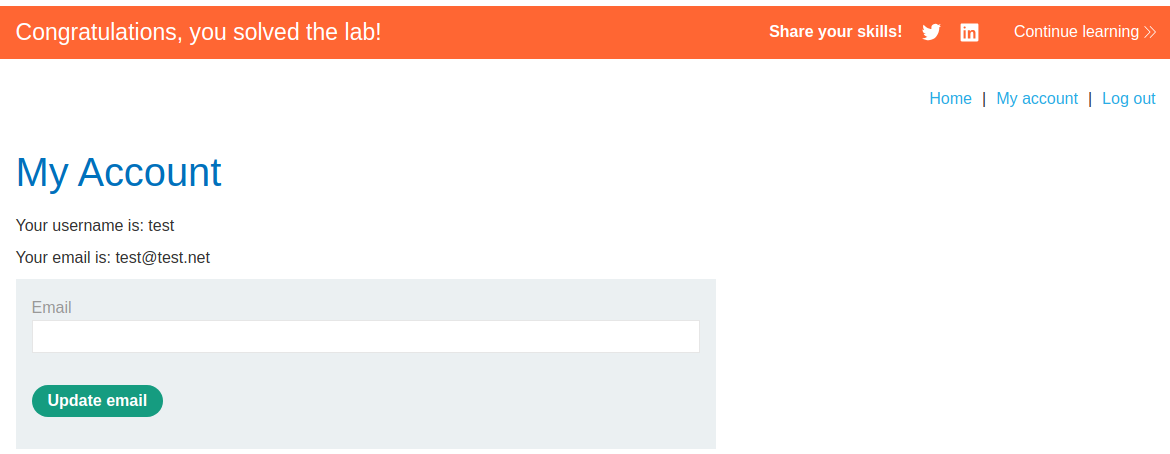 Congratulations, you solved the lab! Share your skills! Continue learning
Home | My account | Log out
My Account
Your username is: test
Your email is: test@test.net
Email
Update email